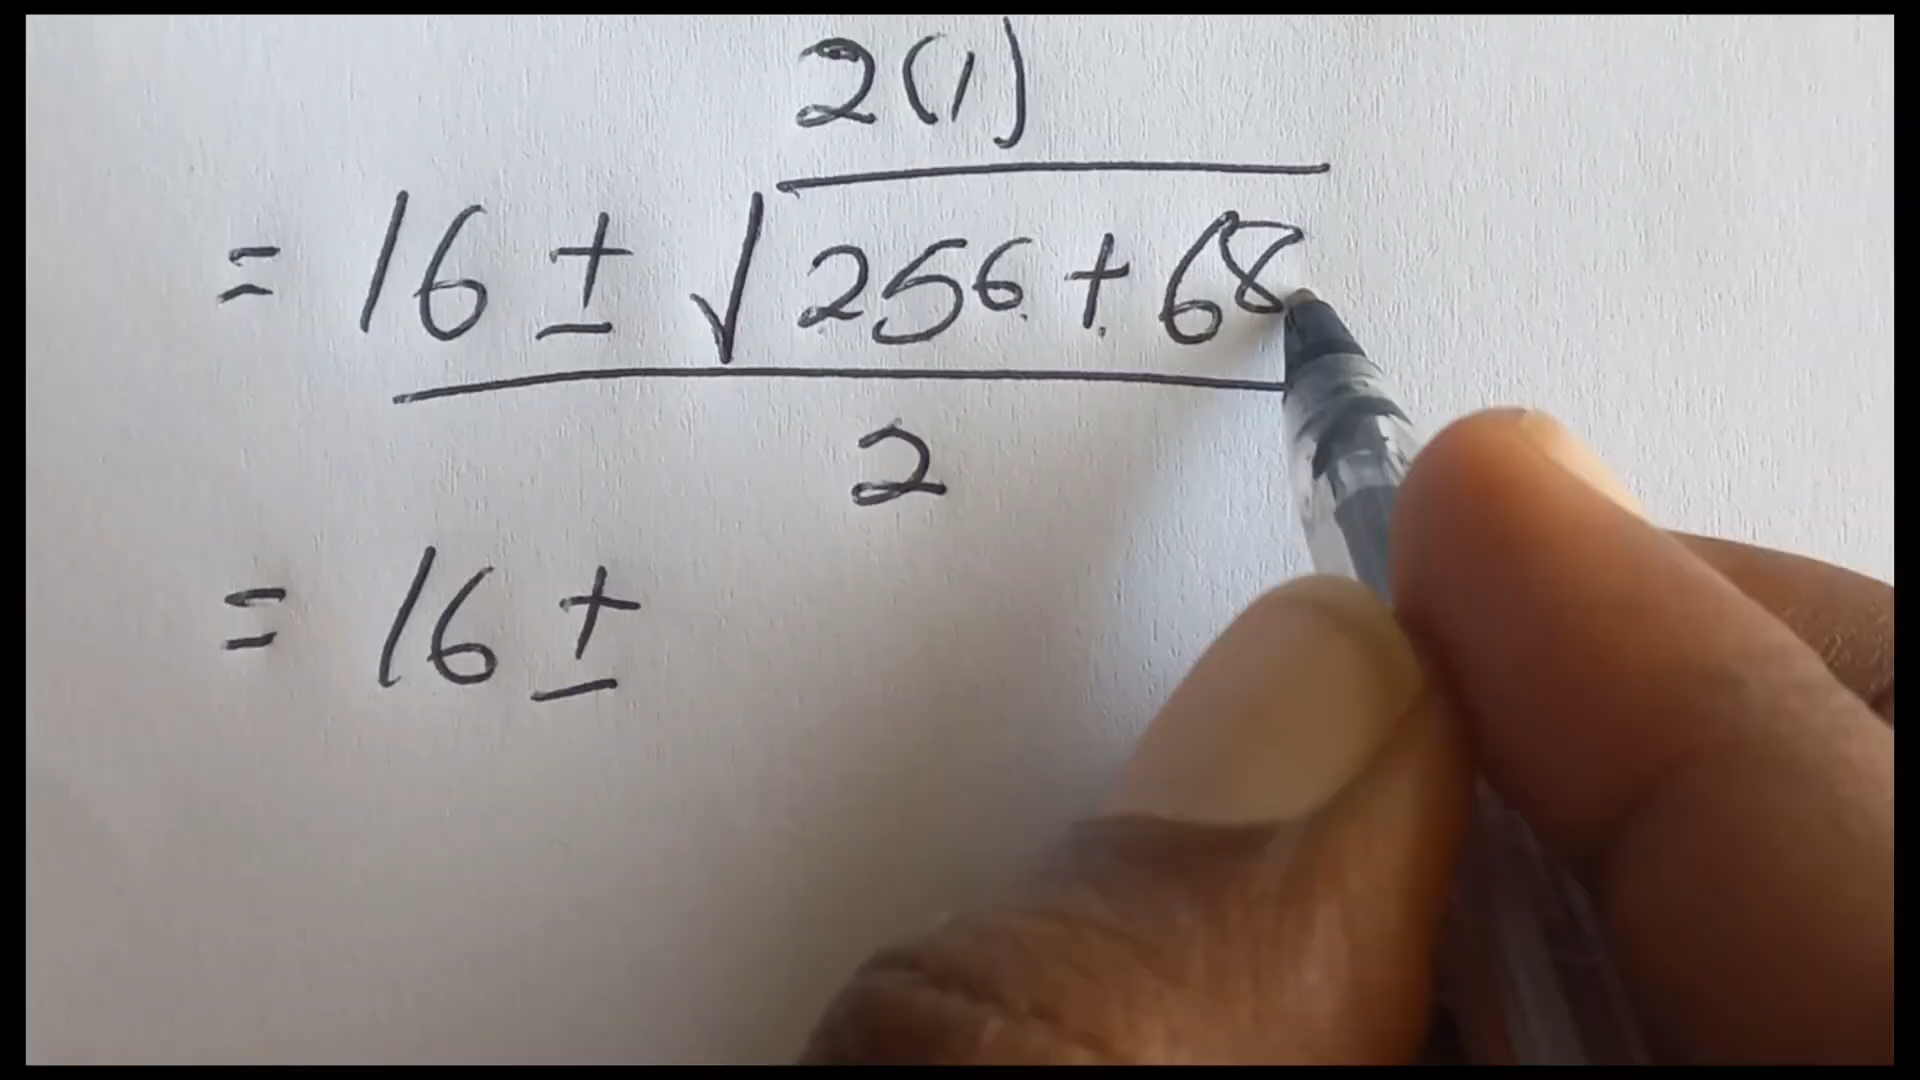 2(1)
= 16 ± √256 + 68
2
= 16 ±